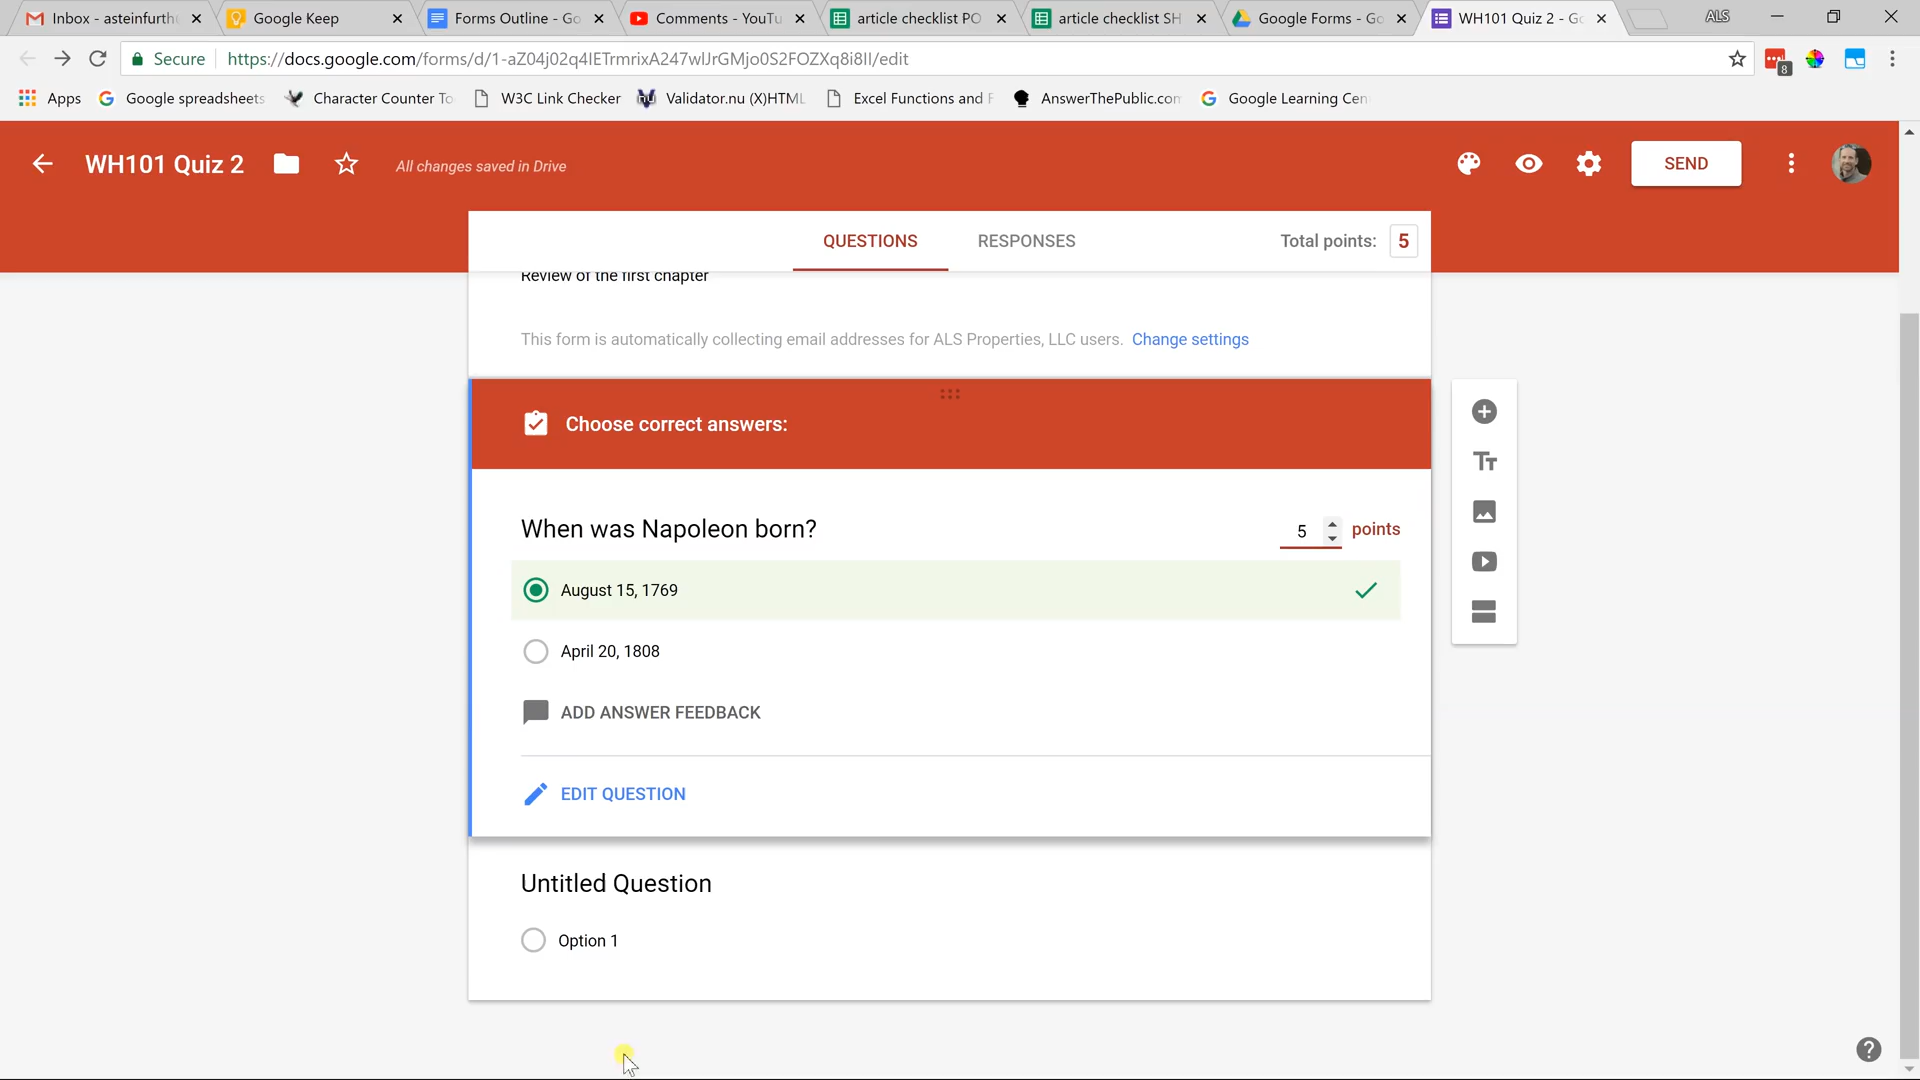 Inbox - asteinfurth
Google Keep
Forms Outline - Go
Comments - YouTu
article checklist PO
article checklist SH
Google Forms - Go
WH101 Quiz 2 - Go
ALS
Secure
https://docs.google.com/forms/d/1-aZ04j02q4IETrmrixA247wlJrGMjo0S2FOZXq8i8II/edit
8
Apps
Google spreadsheets
Character Counter To
W3C Link Checker
Validator.nu (X)HTML
Excel Functions and F
AnswerThePublic.com
Google Learning Cen
WH101 Quiz 2
All changes saved in Drive
SEND
QUESTIONS
RESPONSES
Total points: 5
Review of the first chapter
This form is automatically collecting email addresses for ALS Properties, LLC users. Change settings
Choose correct answers:
When was Napoleon born?
5 points
August 15, 1769
April 20, 1808
ADD ANSWER FEEDBACK
EDIT QUESTION
Untitled Question
Option 1
Tт